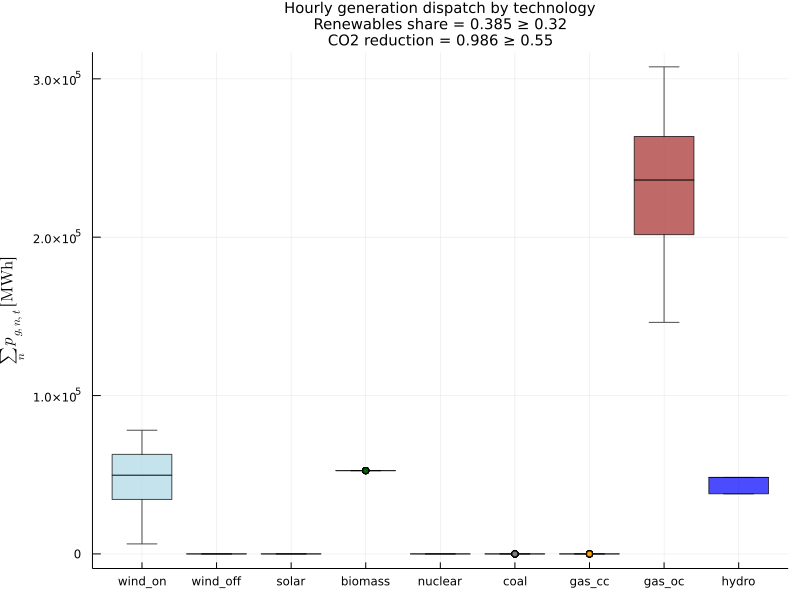 Hourly generation dispatch by technology
Renewables share = 0.385 ≥ 0.32
CO2 reduction = 0.986 ≥ 0.55
∑ₙ p_{g,n,t} [MWh]
3.0×10⁵
2.0×10⁵
1.0×10⁵
0
wind_on wind_off solar biomass nuclear coal gas_cc gas_oc hydro